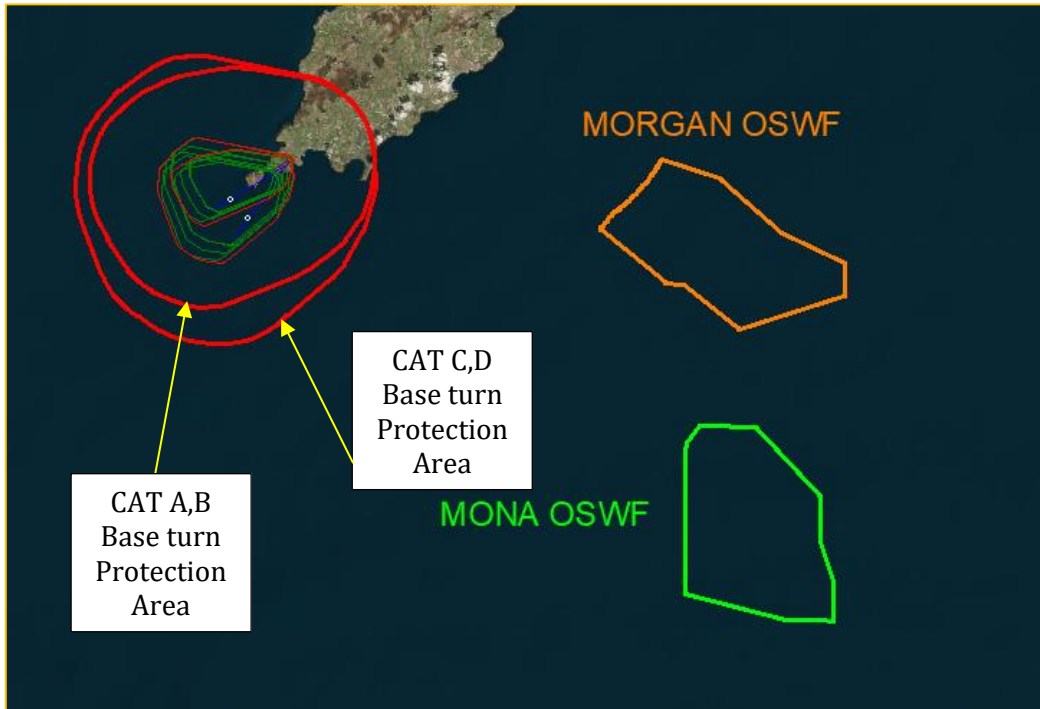 MORGAN OSWF
CAT C,D
Base turn
Protection
Area
CAT A,B
Base turn
Protection
Area
MONA OSWF